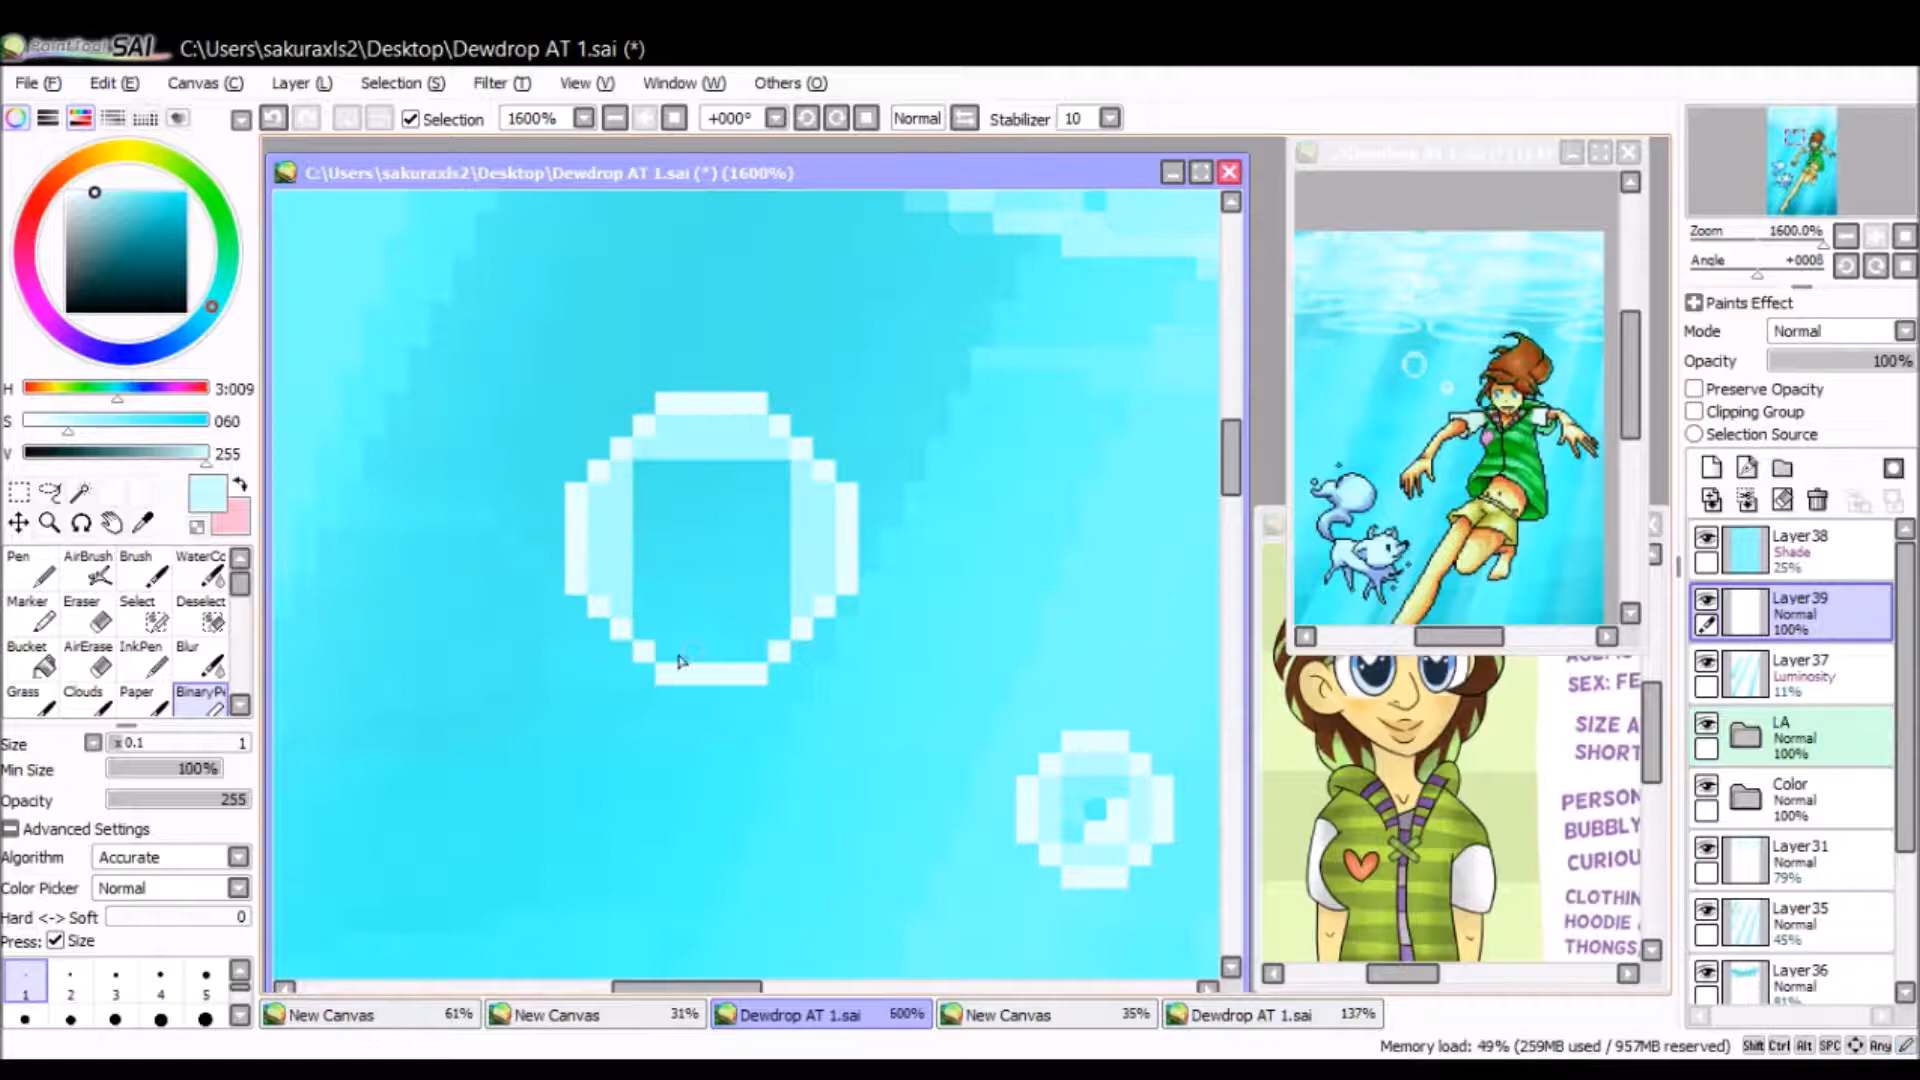 PaintTool SAI C:\Users\sakuraxls2\Desktop\Dewdrop AT 1.sai (*)
File (F) Edit (E) Canvas (C) Layer (L) Selection (S) Filter (T) View (V) Window (W) Others (O)
Selection 1600% +000° Normal Stabilizer 10
C:\Users\sakuraxls2\Desktop\Dewdrop AT 1.sai (*) (1600%)
Zoom 1600.0%
Angle +000ß
Paints Effect
Mode Normal
Opacity 100%
Preserve Opacity
Clipping Group
Selection Source
H 3:009
S 060
V 255
Pen AirBrush Brush WaterCo
Marker Eraser Select Deselect
Bucket AirErase InkPen Blur
Grass Clouds Paper BinaryPe
Size x0.1 1
Min Size 100%
Opacity 255
Advanced Settings
Algorithm Accurate
Color Picker Normal
Hard <-> Soft 0
Press: Size
1 2 3 4 5
SEX: FE
SIZE A
SHORT
PERSON
BUBBLY
CURIOU
CLOTHIN
HOODIE
THONGS,
Layer38
Shade
25%
Layer39
Normal
100%
Layer37
Luminosity
11%
LA
Normal
100%
Color
Normal
100%
Layer31
Normal
79%
Layer35
Normal
45%
Layer36
Normal
81%
New Canvas 61% New Canvas 31% Dewdrop AT 1.sai 600% New Canvas 35% Dewdrop AT 1.sai 137%
Memory load: 49% (259MB used / 957MB reserved) Shift Ctrl Alt SPC Any